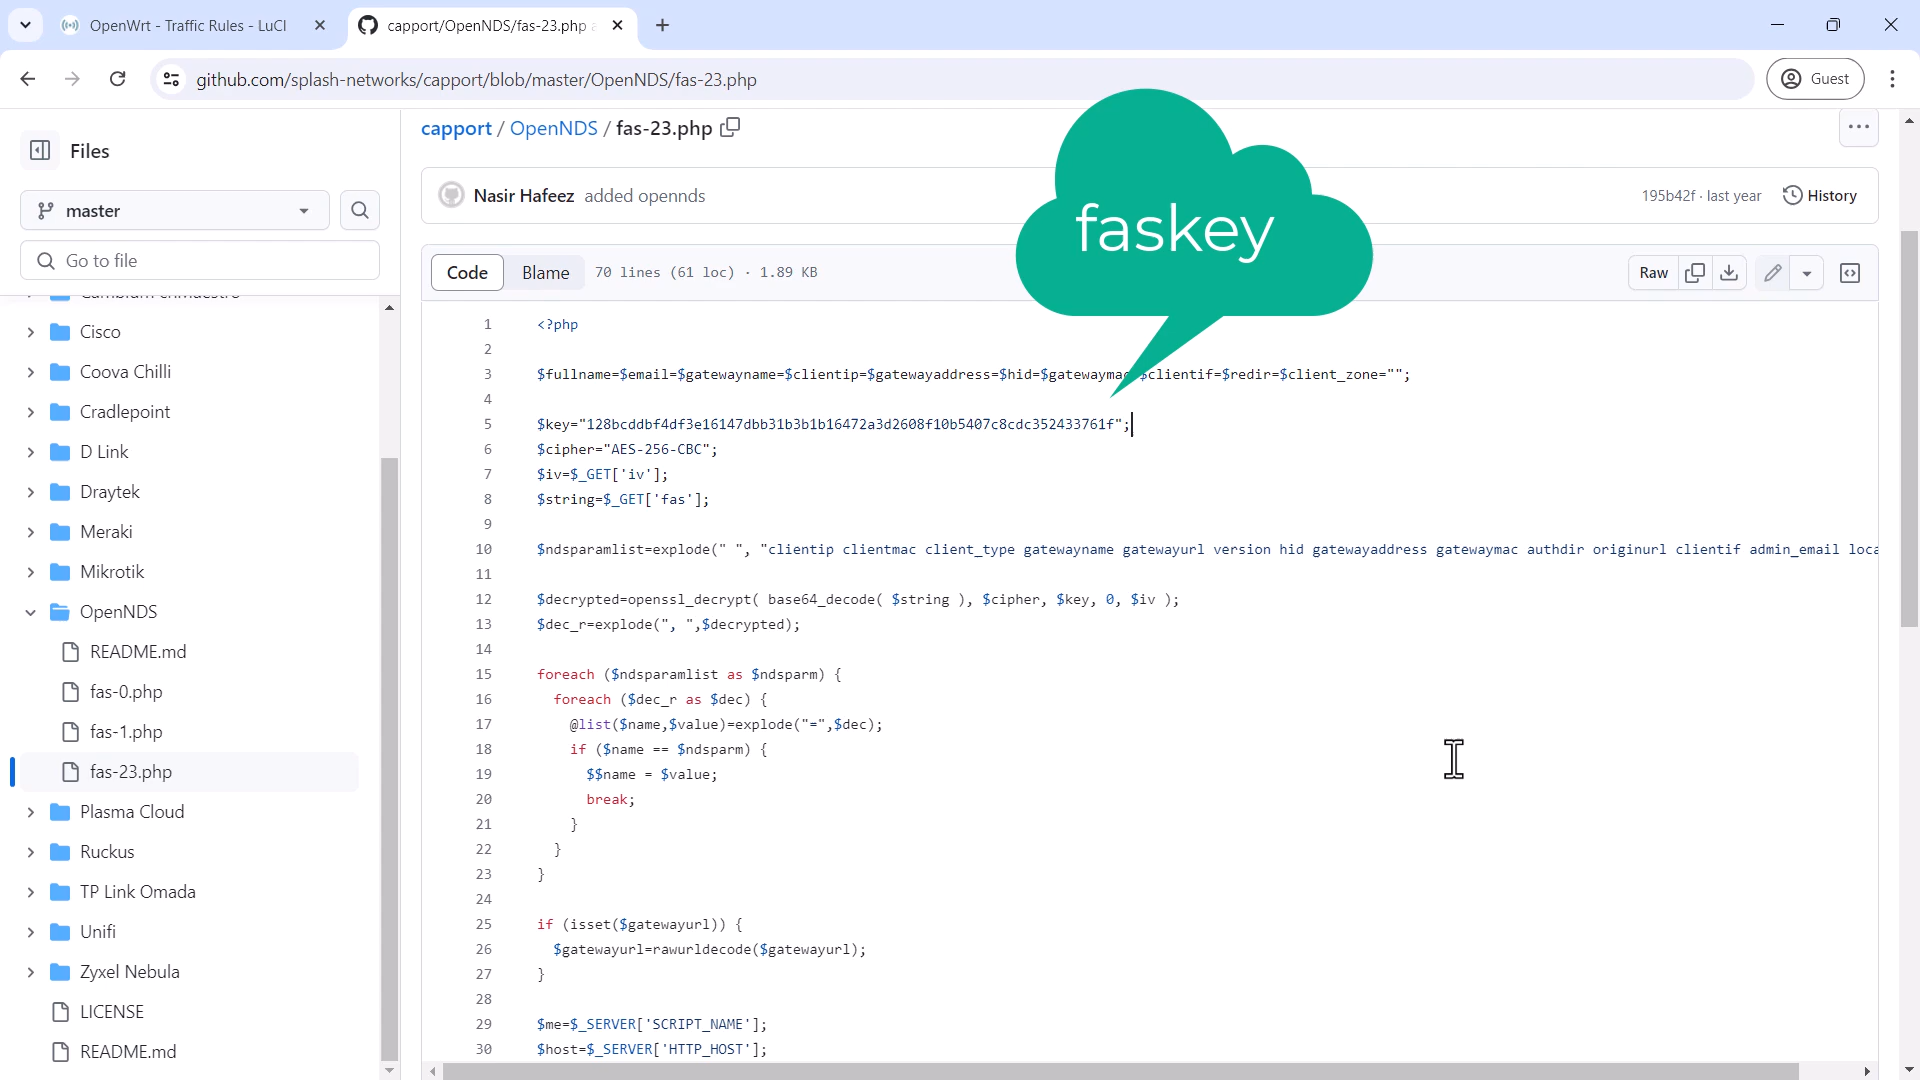 OpenWrt - Traffic Rules - LuCI
capport/OpenNDS/fas-23.php
github.com/splash-networks/capport/blob/master/OpenNDS/fas-23.php
Guest
Files
master
Go to file
Cisco
Coova Chilli
Cradlepoint
D Link
Draytek
Meraki
Mikrotik
OpenNDS
README.md
fas-0.php
fas-1.php
fas-23.php
Plasma Cloud
Ruckus
TP Link Omada
Unifi
Zyxel Nebula
LICENSE
README.md
capport / OpenNDS / fas-23.php
Nasir Hafeez added opennds
195b42f · last year History
faskey
Code Blame 70 lines (61 loc) · 1.89 KB
Raw
1 <?php
2
3 $fullname=$email=$gatewayname=$clientip=$gatewayaddress=$hid=$gatewaymac $clientif=$redir=$client_zone="";
4
5 $key="128bcddbf4df3e16147dbb31b3b1b16472a3d2608f10b5407c8cdc352433761f";
6 $cipher="AES-256-CBC";
7 $iv=$_GET['iv'];
8 $string=$_GET['fas'];
9
10 $ndsparamlist=explode(" ", "clientip clientmac client_type gatewayname gatewayurl version hid gatewayaddress gatewaymac authdir originurl clientif admin_email loca
11
12 $decrypted=openssl_decrypt( base64_decode( $string ), $cipher, $key, 0, $iv );
13 $dec_r=explode(", ",$decrypted);
14
15 foreach ($ndsparamlist as $ndsparm) {
16 foreach ($dec_r as $dec) {
17 @list($name,$value)=explode("=",$dec);
18 if ($name == $ndsparm) {
19 $$name = $value;
20 break;
21 }
22 }
23 }
24
25 if (isset($gatewayurl)) {
26 $gatewayurl=rawurldecode($gatewayurl);
27 }
28
29 $me=$_SERVER['SCRIPT_NAME'];
30 $host=$_SERVER['HTTP_HOST'];